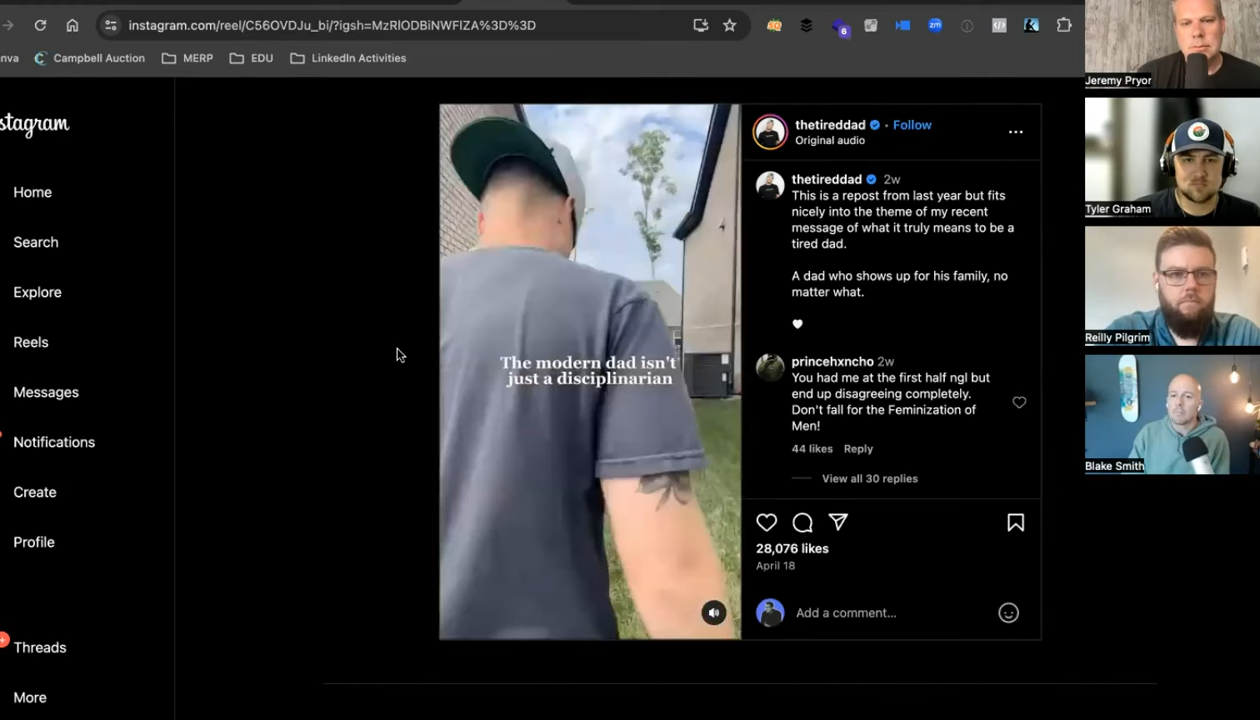 instagram.com/reel/C56OVDJu_bi/?igsh=MzRlODBiNWFlZA%3D%3D
6
zm
nva
Campbell Auction
MERP
EDU
LinkedIn Activities
stagram
Home
Search
Explore
Reels
Messages
Notifications
Create
Profile
Threads
More
The modern dad isn't
just a disciplinarian
thetireddad • Follow
Original audio
thetireddad 2w
This is a repost from last year but fits
nicely into the theme of my recent
message of what it truly means to be a
tired dad.
A dad who shows up for his family, no
matter what.
princehxncho 2w
You had me at the first half ngl but
end up disagreeing completely.
Don't fall for the Feminization of
Men!
44 likes Reply
View all 30 replies
28,076 likes
April 18
Add a comment...
Jeremy Pryor
Tyler Graham
Reilly Pilgrim
Blake Smith